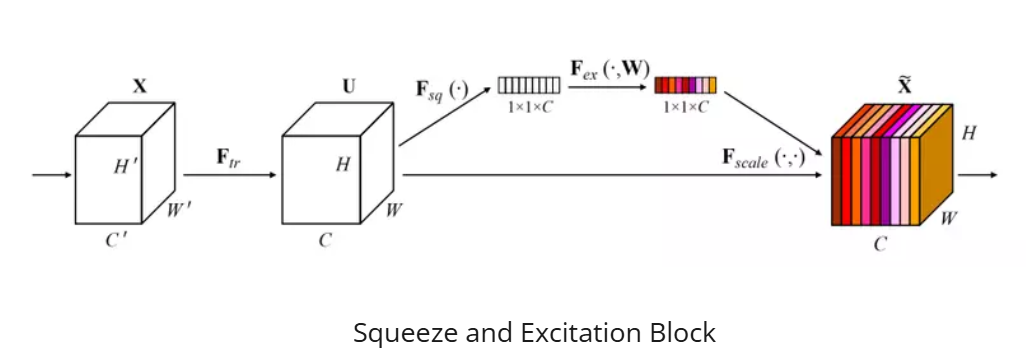 X
U
F_sq (·)
F_ex (·,W)
1×1×C
1×1×C
X̃
H'
F_tr
H
F_scale (·,·)
H
W'
W
W
C'
C
C
Squeeze and Excitation Block